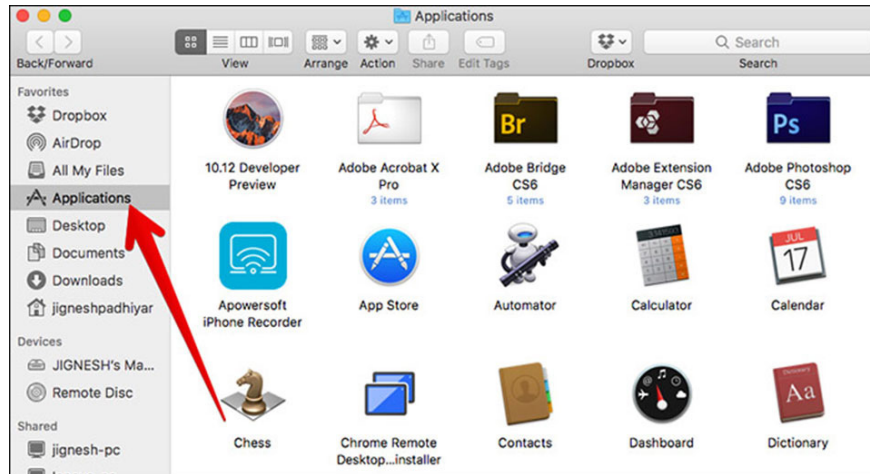 Applications
Back/Forward
View
Arrange
Action
Share
Edit Tags
Dropbox
Search
Search
Favorites
Dropbox
AirDrop
All My Files
Applications
Desktop
Documents
Downloads
jigneshpadhiyar
Devices
JIGNESH's Ma...
Remote Disc
Shared
jignesh-pc
10.12 Developer
Preview
Adobe Acrobat X
Pro
3 items
Br
Adobe Bridge
CS6
5 items
Adobe Extension
Manager CS6
3 items
Ps
Adobe Photoshop
CS6
9 items
Apowersoft
iPhone Recorder
App Store
Automator
Calculator
JUL
17
Calendar
Chess
Chrome Remote
Desktop...installer
Contacts
Dashboard
Dictionary
Aa
Dictionary